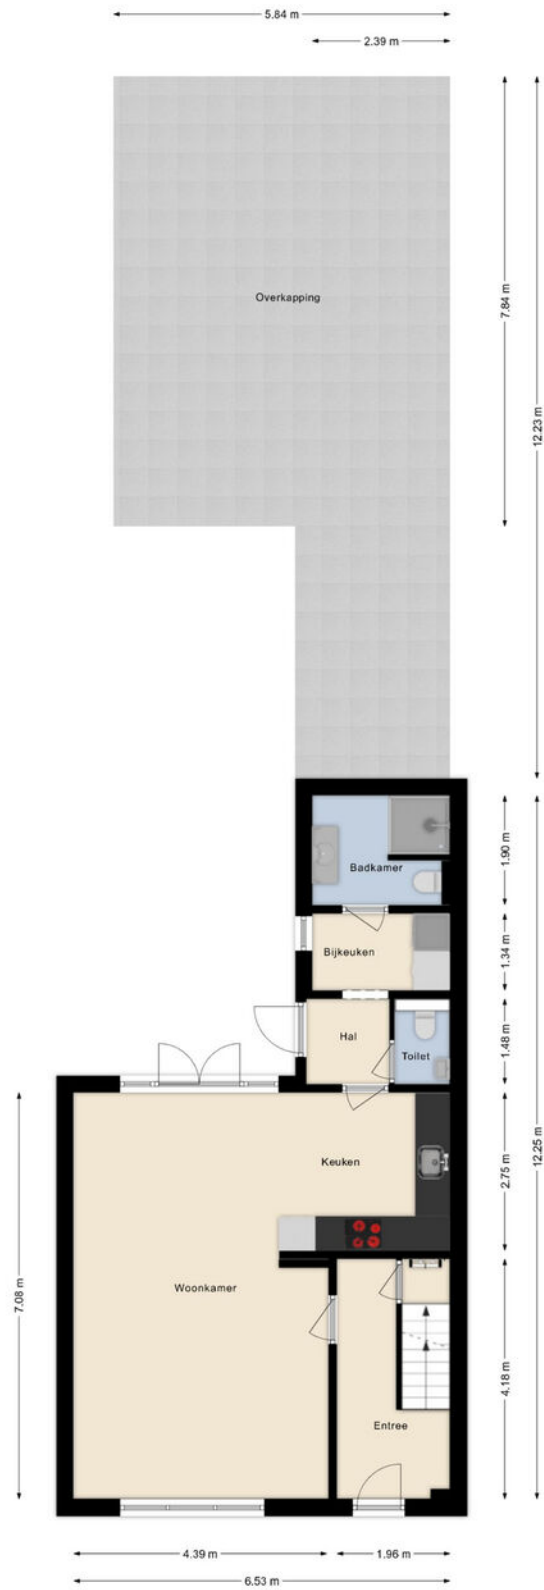 5.84 m
2.39 m
Overkapping
7.84 m
12.23 m
Badkamer
1.90 m
Bijkeuken
1.34 m
Hal
Toilet
1.48 m
Keuken
2.75 m
12.25 m
Woonkamer
7.08 m
4.18 m
Entree
4.39 m
1.96 m
6.53 m